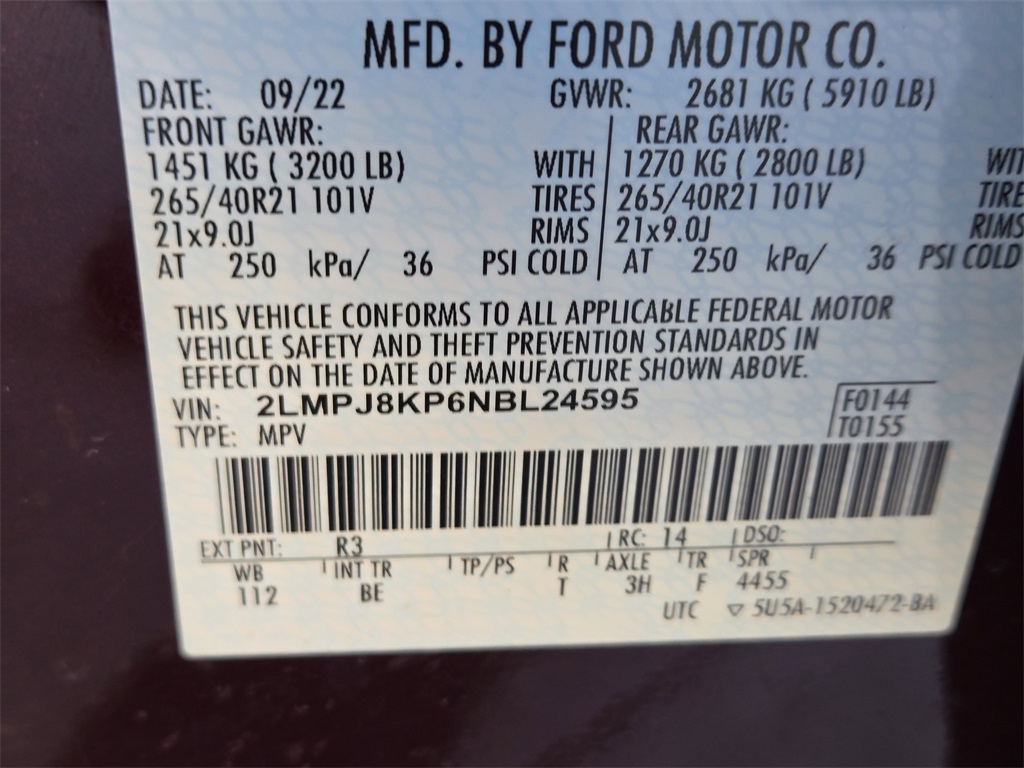 MFD. BY FORD MOTOR CO.
DATE: 09/22 GVWR: 2681 KG ( 5910 LB)
FRONT GAWR: REAR GAWR:
1451 KG ( 3200 LB) WITH 1270 KG ( 2800 LB) WIT
265/40R21 101V TIRES 265/40R21 101V TIRE
21x9.0J RIMS 21x9.0J RIMS
AT 250 kPa/ 36 PSI COLD AT 250 kPa/ 36 PSI COLD
THIS VEHICLE CONFORMS TO ALL APPLICABLE FEDERAL MOTOR
VEHICLE SAFETY AND THEFT PREVENTION STANDARDS IN
EFFECT ON THE DATE OF MANUFACTURE SHOWN ABOVE.
VIN: 2LMPJ8KP6NBL24595 F0144
TYPE: MPV T0155
EXT PNT: R3 RC: 14 DSO:
WB INT TR TP/PS R AXLE TR SPR
112 BE T 3H F 4455
UTC ▽ 5U5A-1520472-BA